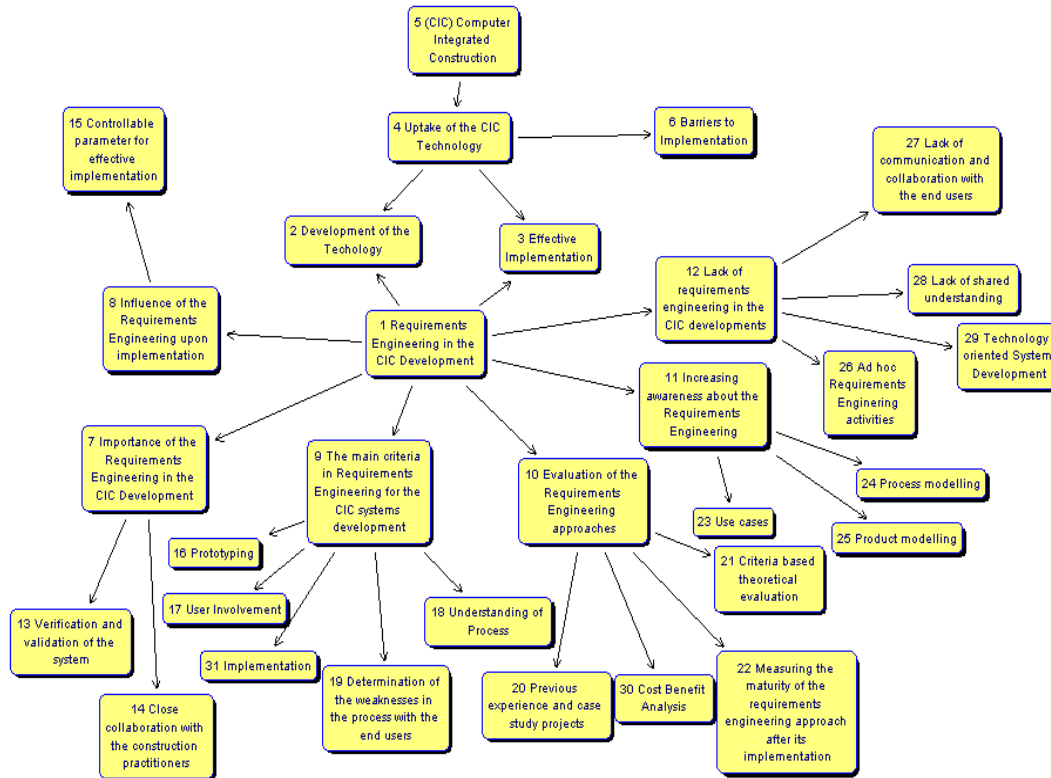 5 (CIC) Computer
Integrated
Construction
15 Controllable
parameter for
effective
implementation
4 Uptake of the CIC
Technology
6 Barriers to
Implementation
27 Lack of
communication and
collaboration with
the end users
2 Development of the
Techology
3 Effective
Implementation
12 Lack of
requirements
engineering in the
CIC developments
28 Lack of shared
understanding
8 Influence of the
Requirements
Engineering upon
implementation
1 Requirements
Engineering in the
CIC Development
29 Technology
oriented System
Development
11 Increasing
awareness about the
Requirements
Engineering
26 Ad hoc
Requirements
Enginering
activities
7 Importance of the
Requirements
Engineering in the
CIC Development
9 The main criteria
in Requirements
Engineering for the
CIC systems
development
10 Evaluation of the
Requirements
Engineering
approaches
24 Process modelling
23 Use cases
25 Product modelling
16 Prototyping
21 Criteria based
theoretical
evaluation
17 User Involvement
18 Understanding of
Process
13 Verification and
validation of the
system
31 Implementation
19 Determination of
the weaknesses in
the process with the
end users
20 Previous
experience and case
study projects
30 Cost Benefit
Analysis
22 Measuring the
maturity of the
requirements
engineering approach
after its
implementation
14 Close
collaboration with
the construction
practitioners